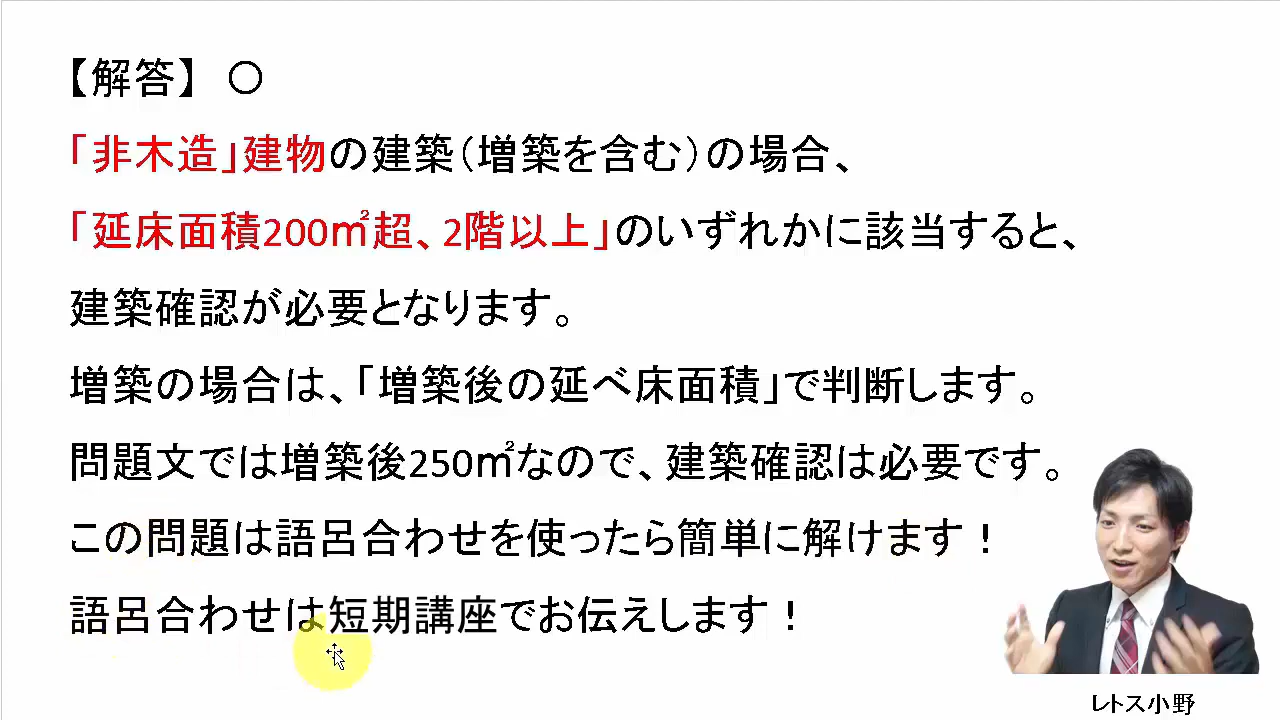 【解答】 ○
「非木造」建物の建築(増築を含む)の場合、
「延床面積200㎡超、2階以上」のいずれかに該当すると、
建築確認が必要となります。
増築の場合は、「増築後の延べ床面積」で判断します。
問題文では増築後250㎡なので、建築確認は必要です。
この問題は語呂合わせを使ったら簡単に解けます！
語呂合わせは短期講座でお伝えします！
レトス小野